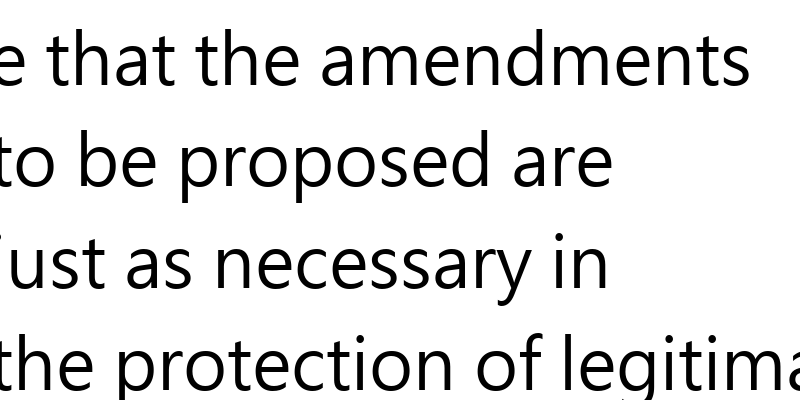 e that the amendments
to be proposed are
just as necessary in
the protection of legitima